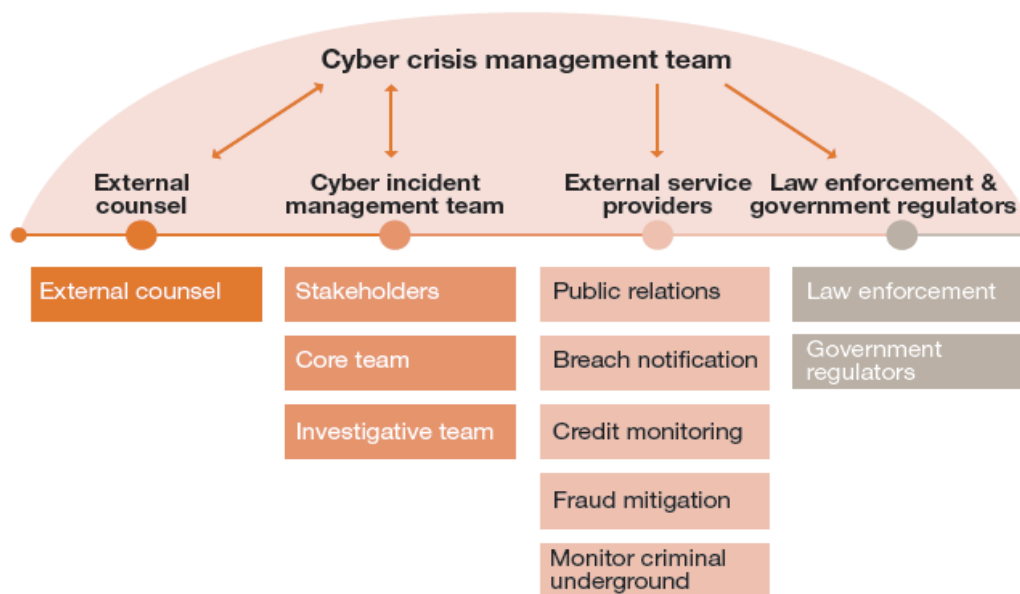 Cyber crisis management team
External
counsel
Cyber incident
management team
External service
providers
Law enforcement &
government regulators
External counsel
Stakeholders
Core team
Investigative team
Public relations
Breach notification
Credit monitoring
Fraud mitigation
Monitor criminal
underground
Law enforcement
Government
regulators